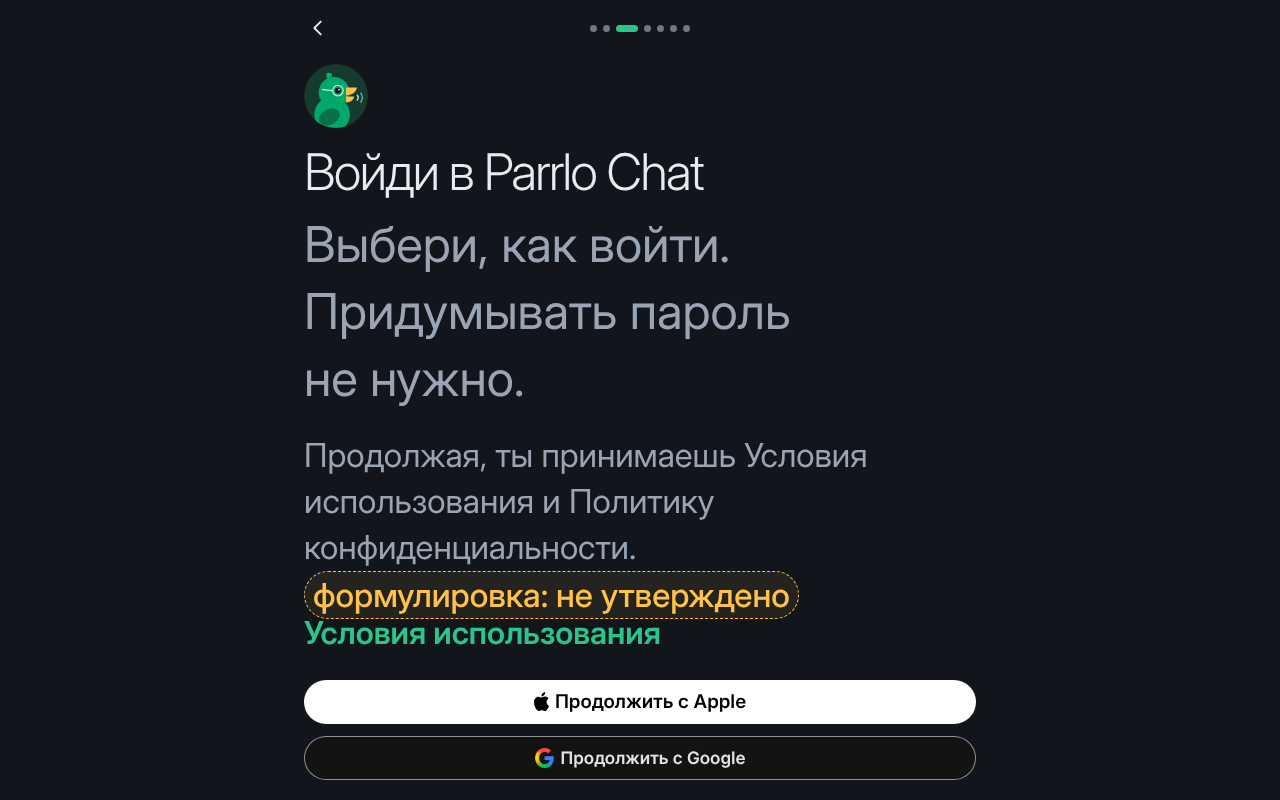 Войди в Parrlo Chat
Выбери, как войти.
Придумывать пароль
не нужно.
Продолжая, ты принимаешь Условия
использования и Политику
конфиденциальности.
формулировка: не утверждено
Условия использования
Продолжить с Apple
Продолжить с Google